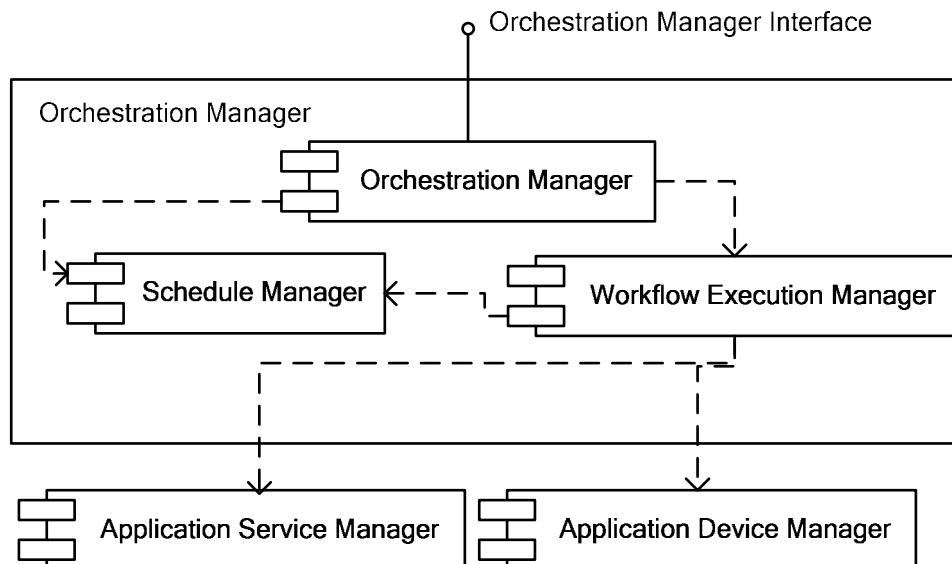 Orchestration Manager Interface
Orchestration Manager
Orchestration Manager
Schedule Manager
Workflow Execution Manager
Application Service Manager
Application Device Manager